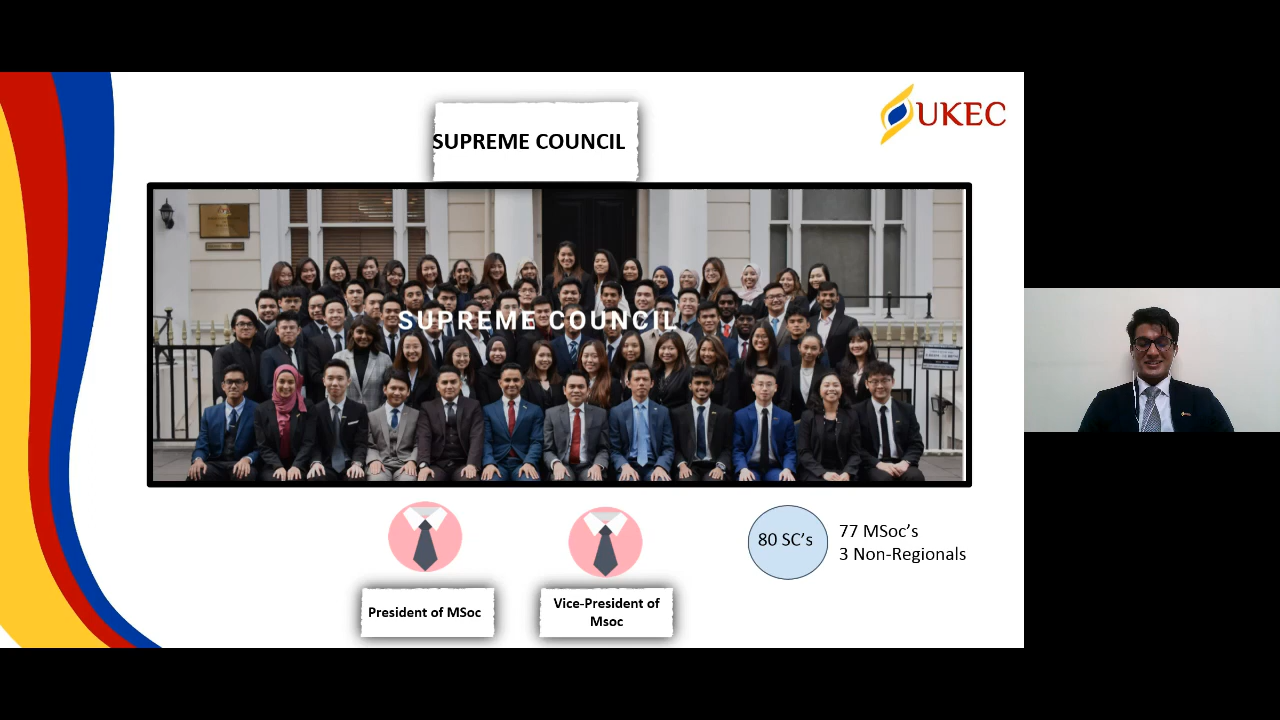 SUPREME COUNCIL
UKEC
SUPREME COUNCIL
80 SC's
77 MSoc's
3 Non-Regionals
President of MSoc
Vice-President of
Msoc